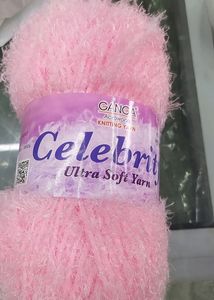 GANGA
KNITTING YARN
Celebrit
Ultra Soft Yarn